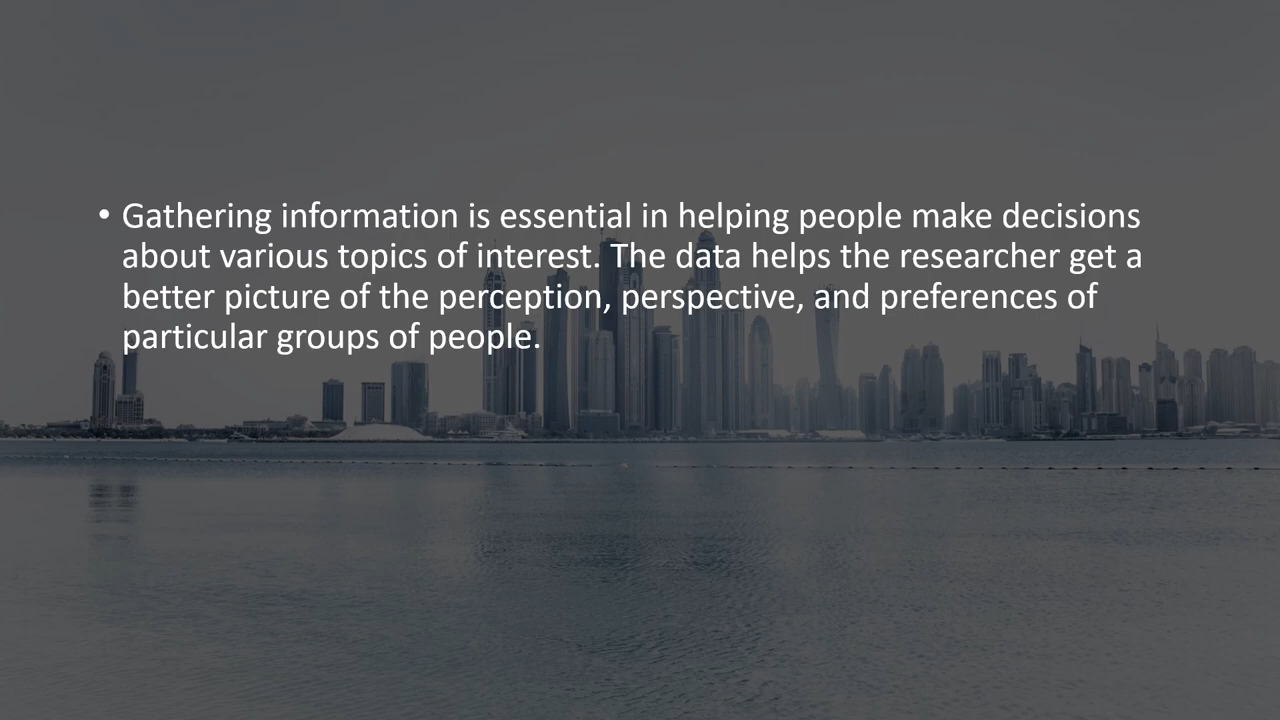 • Gathering information is essential in helping people make decisions
about various topics of interest. The data helps the researcher get a
better picture of the perception, perspective, and preferences of
particular groups of people.